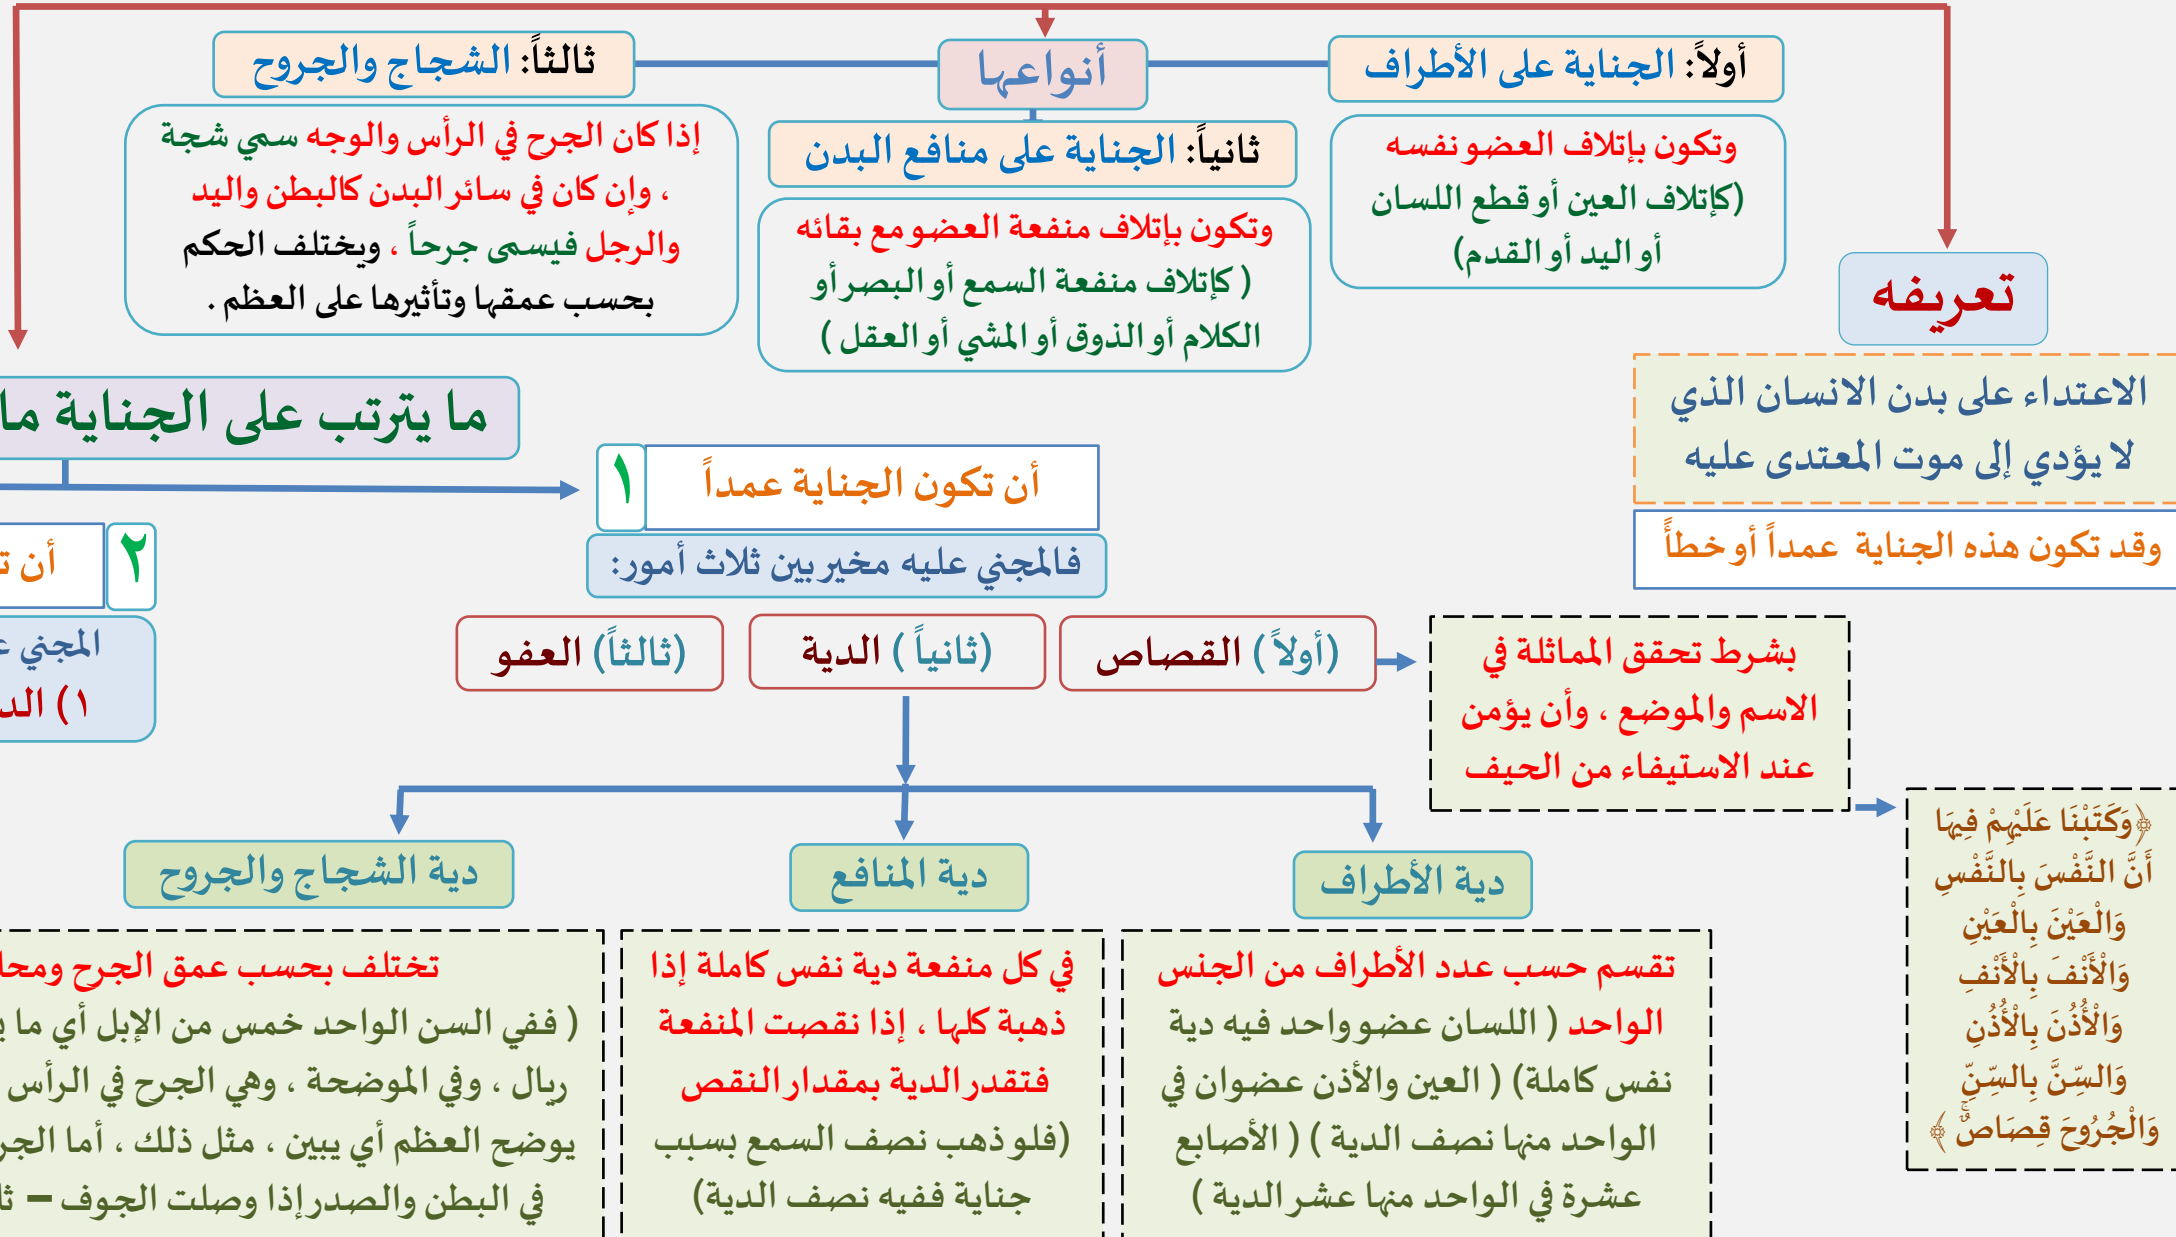 أنواعها
أولاً: الجناية على الأطراف
وتكون بإتلاف العضو نفسه
(كإتلاف العين أو قطع اللسان
أو اليد أو القدم)
ثانياً: الجناية على منافع البدن
وتكون بإتلاف منفعة العضو مع بقائه
( كإتلاف منفعة السمع أو البصر أو
الكلام أو الذوق أو المشي أو العقل )
ثالثاً: الشجاج والجروح
إذا كان الجرح في الرأس والوجه سمي شجة
، وإن كان في سائر البدن كالبطن واليد
والرجل فيسمى جرحاً ، ويختلف الحكم
بحسب عمقها وتأثيرها على العظم .
تعريفه
الاعتداء على بدن الانسان الذي
لا يؤدي إلى موت المعتدى عليه
وقد تكون هذه الجناية عمداً أو خطأً
ما يترتب على الجناية
١
أن تكون الجناية عمداً
فالمجني عليه مخير بين ثلاث أمور:
(أولاً ) القصاص
(ثانياً ) الدية
(ثالثاً) العفو
بشرط تحقق المماثلة في
الاسم والموضع ، وأن يؤمن
عند الاستيفاء من الحيف
﴿وَكَتَبْنَا عَلَيْهِمْ فِيهَا
أَنَّ النَّفْسَ بِالنَّفْسِ
وَالْعَيْنَ بِالْعَيْنِ
وَالْأَنْفَ بِالْأَنْفِ
وَالْأُذُنَ بِالْأُذُنِ
وَالسِّنَّ بِالسِّنِّ
وَالْجُرُوحَ قِصَاصٌ ۚ ﴾
٢
أن
المجني
١)
دية الأطراف
تقسم حسب عدد الأطراف من الجنس
الواحد ( اللسان عضو واحد فيه دية
نفس كاملة) ( العين والأذن عضوان في
الواحد منها نصف الدية ) ( الأصابع
عشرة في الواحد منها عشر الدية )
دية المنافع
في كل منفعة دية نفس كاملة إذا
ذهبة كلها ، إذا نقصت المنفعة
فتقدر الدية بمقدار النقص
(فلو ذهب نصف السمع بسبب
جناية ففيه نصف الدية)
دية الشجاج والجروح
تختلف بحسب عمق الجرح
( ففي السن الواحد خمس من الإبل أي ما
ريال ، وفي الموضحة ، وهي الجرح في الرأس
يوضح العظم أي يبين ، مثل ذلك ، أما
في البطن والصدر إذا وصلت الجوف –